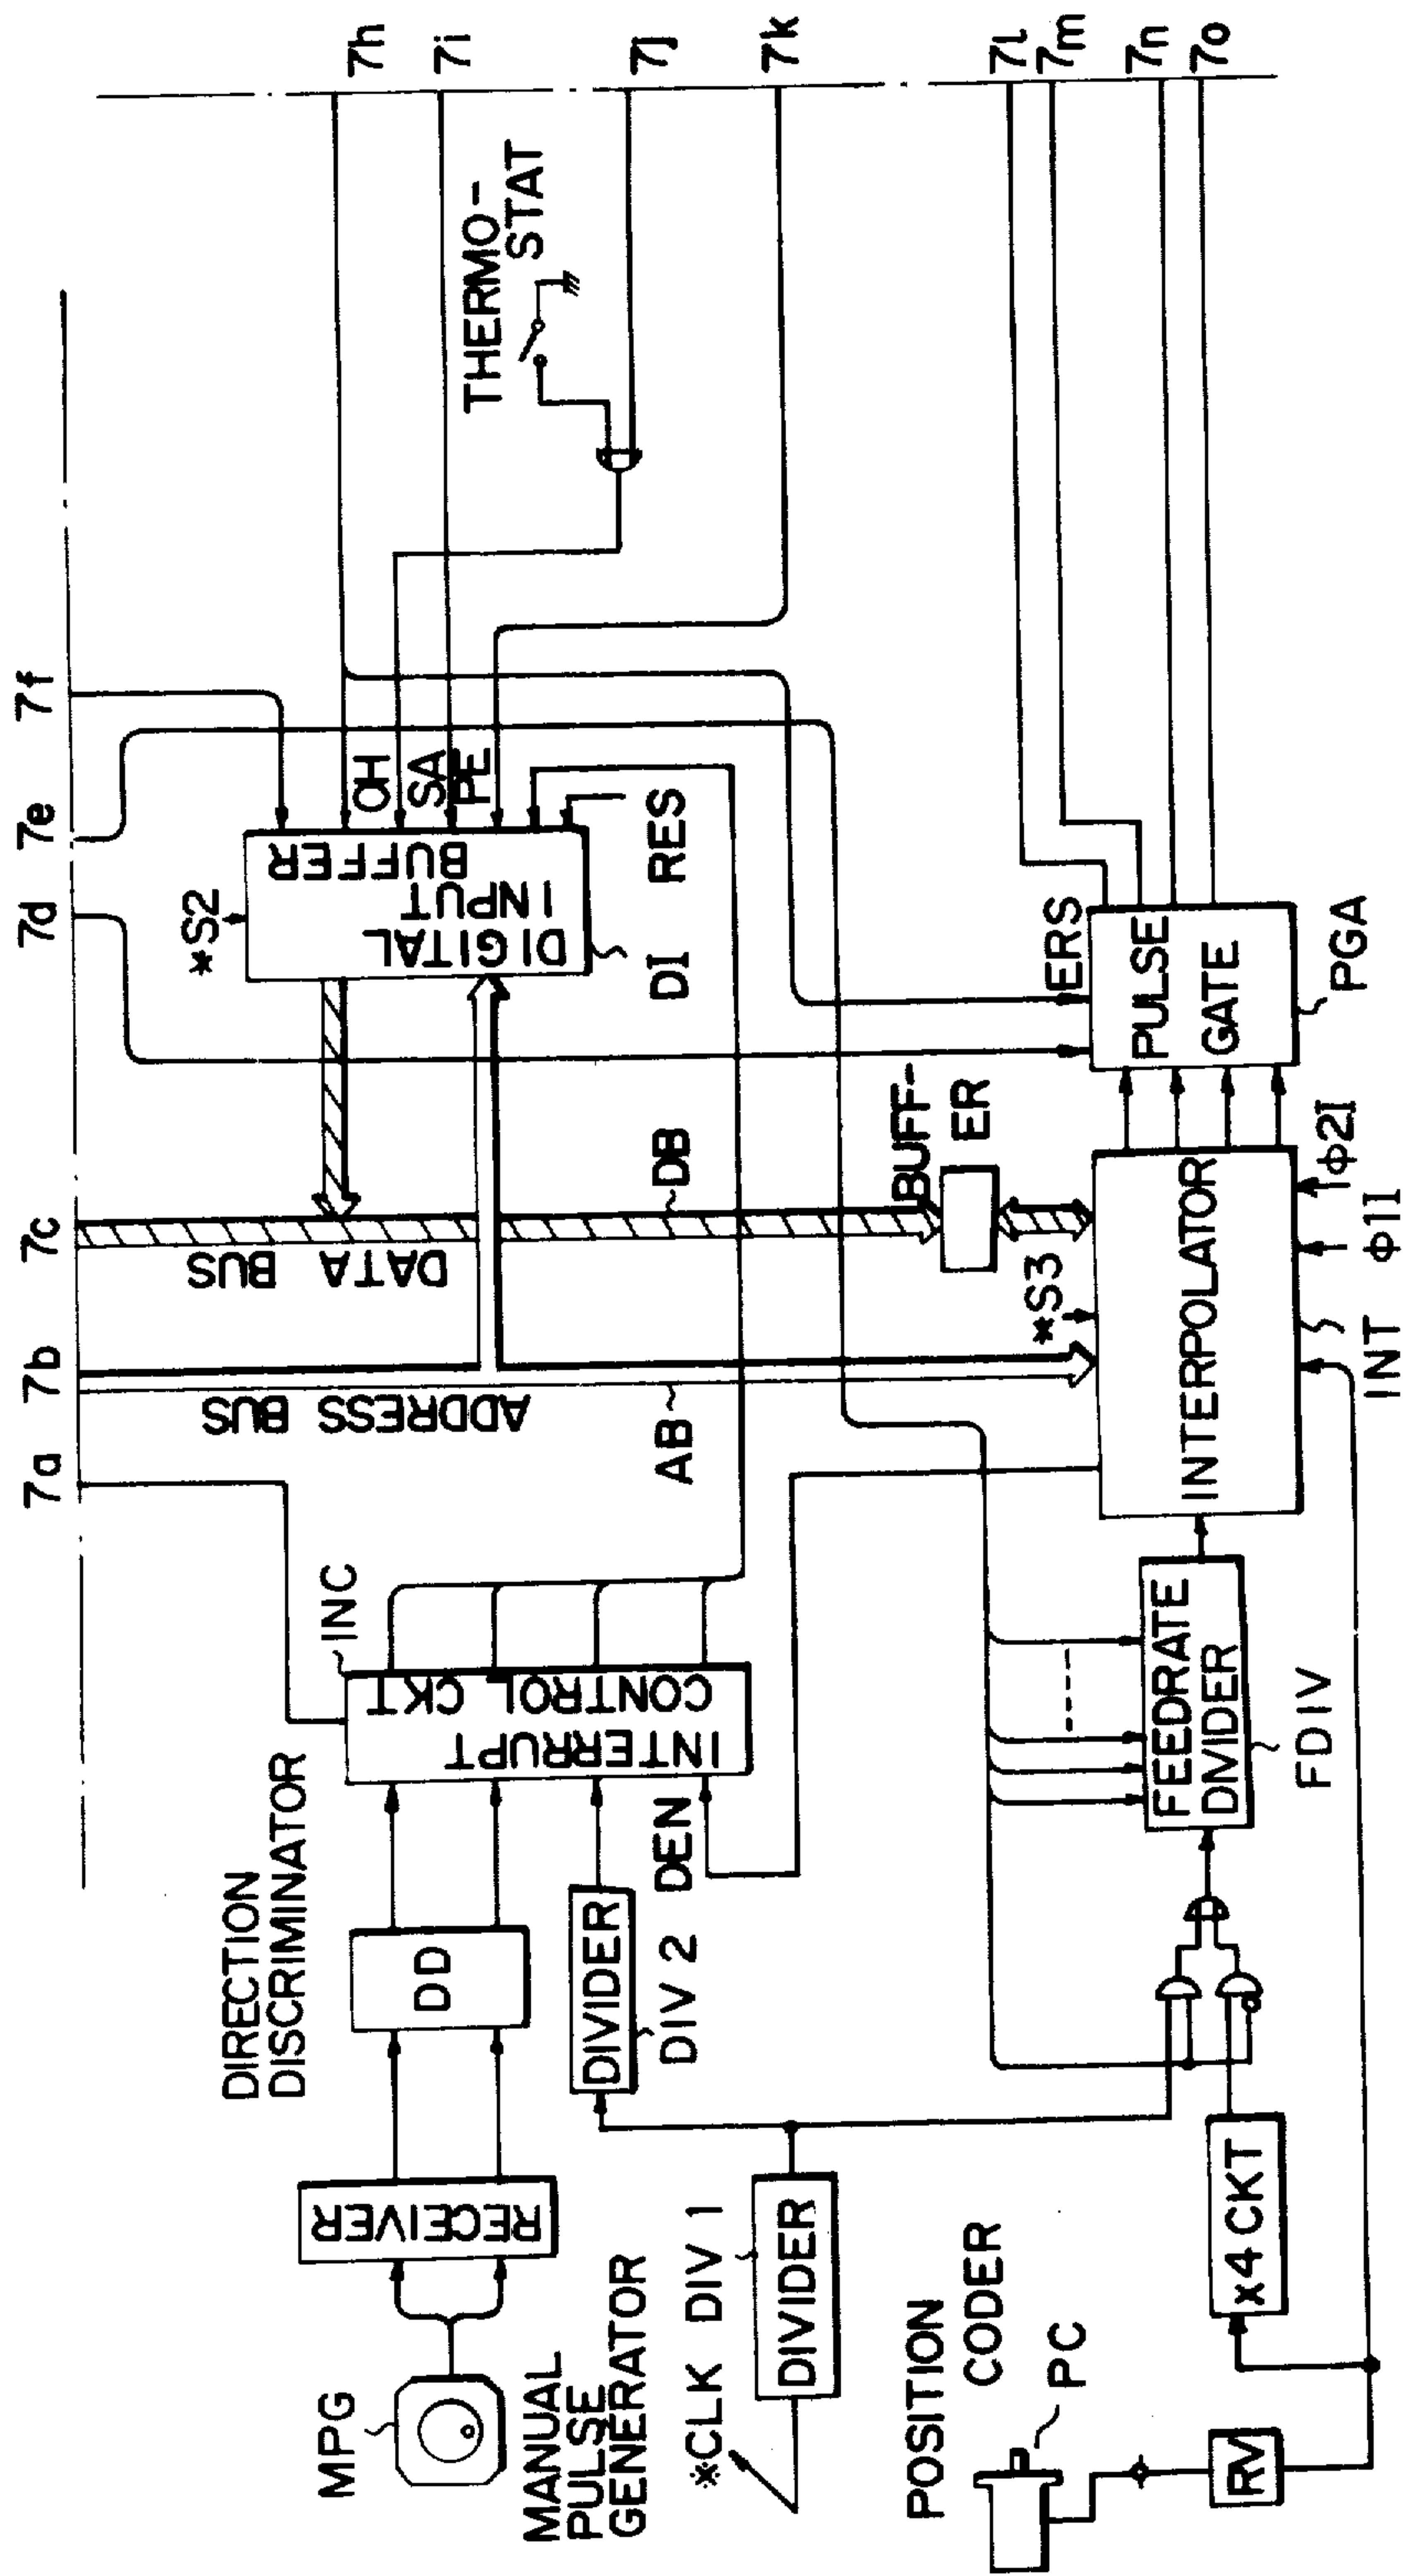 7a
7b
7c
7d
7e
7f
7h
7i
7j
7k
7l
7m
7n
7o
MPG
MANUAL
PULSE
GENERATOR
RECEIVER
DIRECTION
DISCRIMINATOR
DD
INC
INTERRUPT
CONTROL CKT
DIVIDER
DIV 2
DEN
*CLK DIV 1
DIVIDER
ADDRESS BUS
AB
DATA BUS
DB
*S2
DIGITAL
INPUT
BUFFER
DI
RES
OH
SA
PE
THERMO-
STAT
POSITION
CODER
PC
RV
x4 CKT
FEEDRATE
DIVIDER
FDIV
BUFF-
ER
*S3
INTERPOLATOR
INT
Φ1I
Φ2I
ERS
PULSE
GATE
PGA